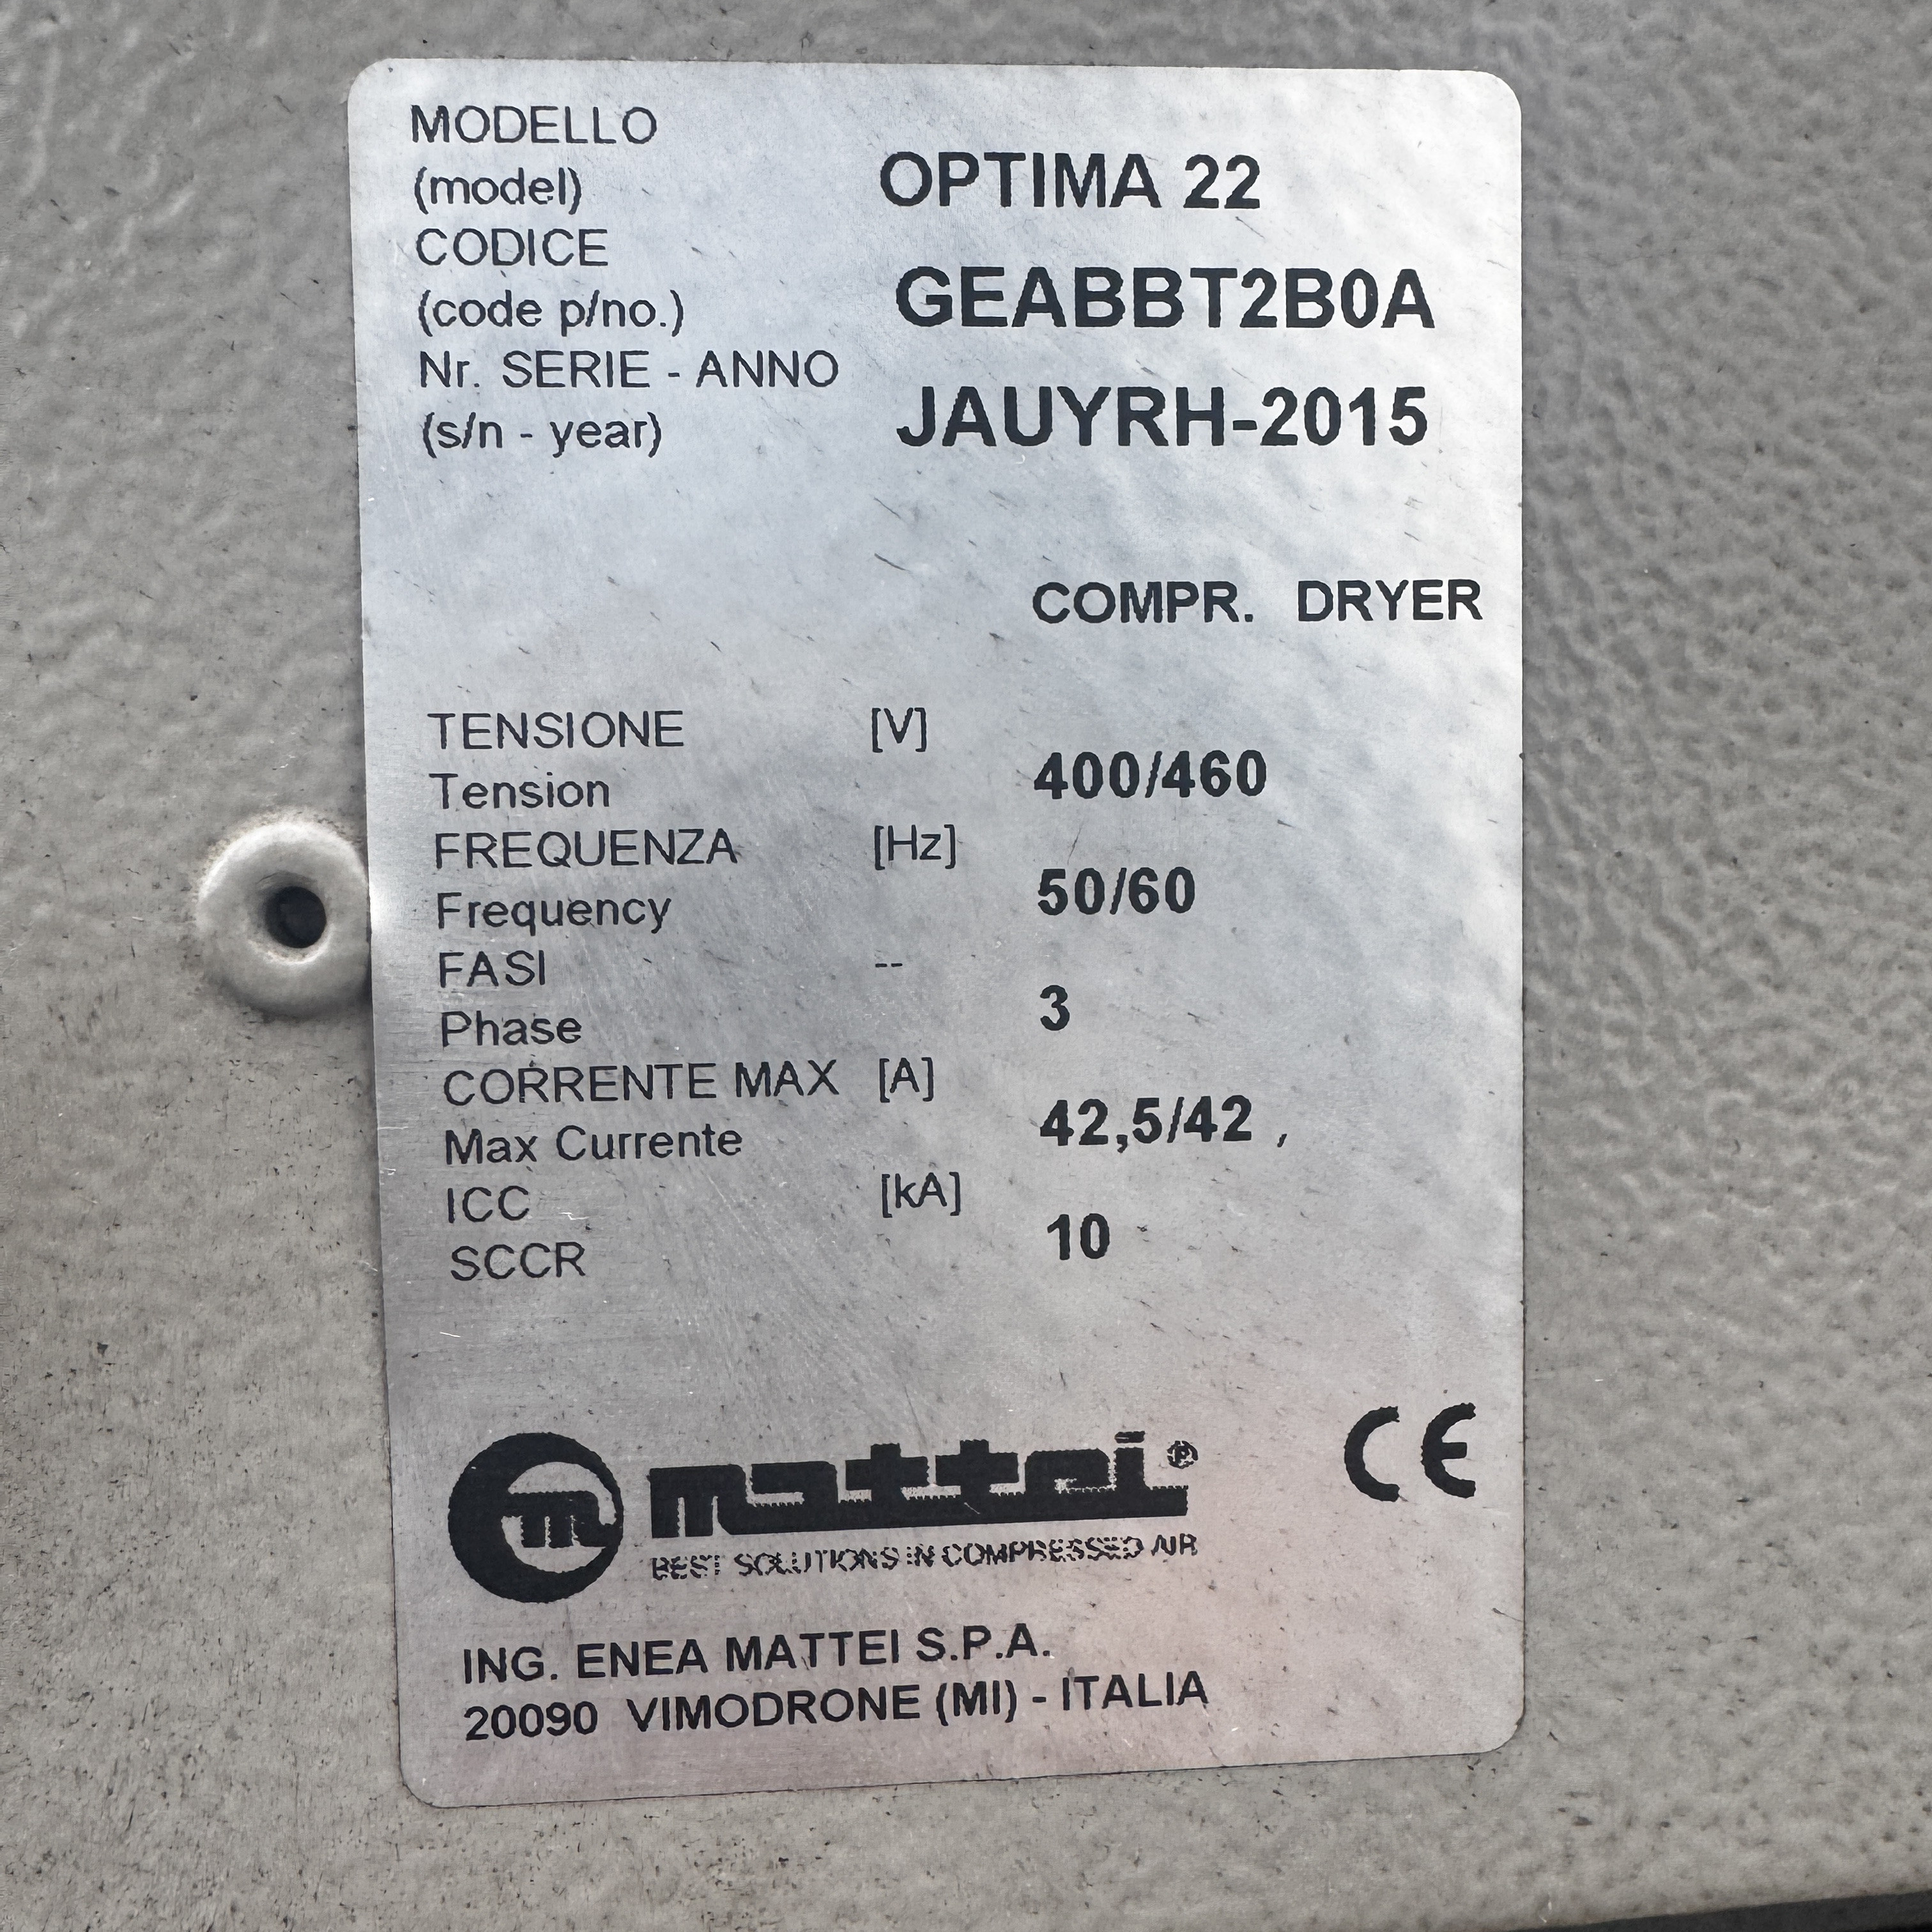 MODELLO
(model) OPTIMA 22
CODICE
(code p/no.) GEABBT2B0A
Nr. SERIE - ANNO
(s/n - year) JAUYRH-2015
COMPR. DRYER
TENSIONE [V]
Tension 400/460
FREQUENZA [Hz]
Frequency 50/60
FASI --
Phase 3
CORRENTE MAX [A]
Max Currente 42,5/42 ,
ICC [kA]
SCCR 10
CE
m mattei ®
BEST SOLUTIONS IN COMPRESSED AIR
ING. ENEA MATTEI S.P.A.
20090 VIMODRONE (MI) - ITALIA